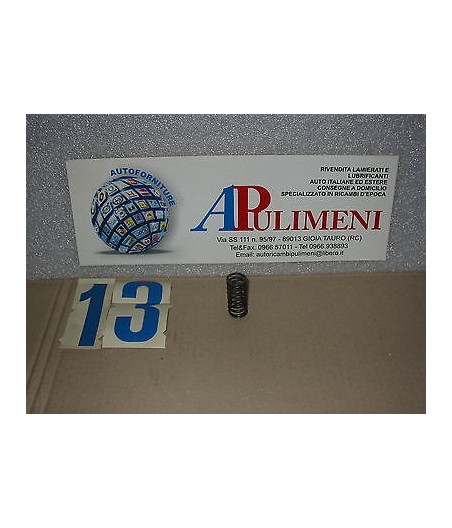 AUTOFORNITURE
RIVENDITA LAMIERATI E
LUBRIFICANTI
AUTO ITALIANE ED ESTERE
CONSEGNE A DOMICILIO
SPECIALIZZATO IN RICAMBI D'EPOCA
APULIMENI
Via SS 111 n. 95/97 - 89013 GIOIA TAURO (RC)
Tel&Fax: 0966 57011 - Tel 0966 938893
Email: autoricambipulimeni@libero.it
13